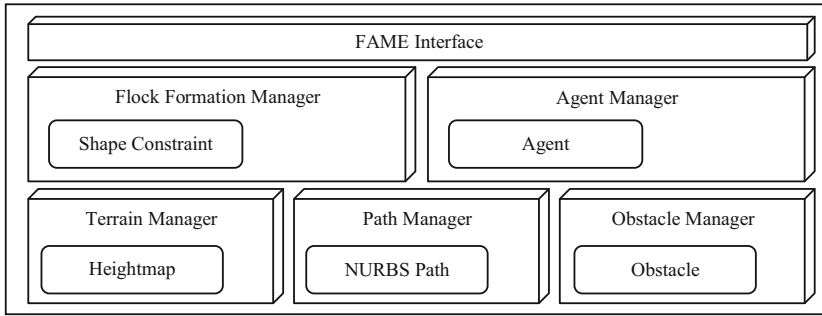 FAME Interface
Flock Formation Manager
Shape Constraint
Agent Manager
Agent
Terrain Manager
Heightmap
Path Manager
NURBS Path
Obstacle Manager
Obstacle